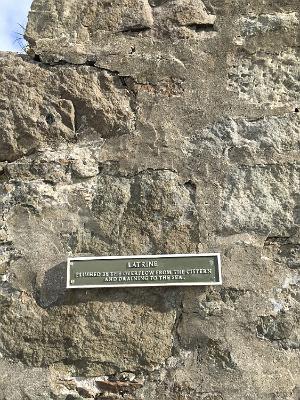 LATRINE
FLUSHED BY THE OVERFLOW FROM THE CISTERN
AND DRAINING TO THE SEA.